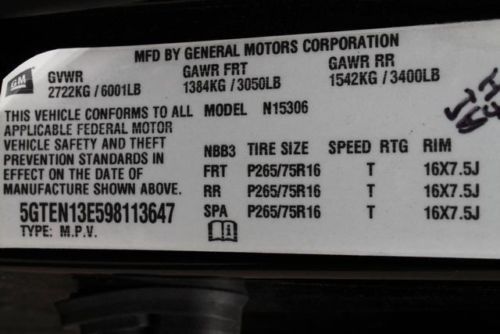 MFD BY GENERAL MOTORS CORPORATION
GM
GVWR GAWR FRT GAWR RR
2722KG / 6001LB 1384KG / 3050LB 1542KG / 3400LB
THIS VEHICLE CONFORMS TO ALL
APPLICABLE FEDERAL MOTOR
VEHICLE SAFETY AND THEFT
PREVENTION STANDARDS IN
EFFECT ON THE DATE OF
MANUFACTURE SHOWN ABOVE.
5GTEN13E598113647
TYPE: M.P.V.
MODEL N15306
NBB3 TIRE SIZE SPEED RTG RIM
FRT P265/75R16 T 16X7.5J
RR P265/75R16 T 16X7.5J
SPA P265/75R16 T 16X7.5J